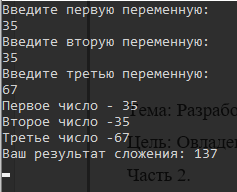 Введите первую переменную:
35
Введите вторую переменную:
35
Введите третью переменную:
67
Первое число - 35
Второе число -35
Третье число -67
Ваш результат сложения: 137
Тема: Разрабо
Цель: Овладен
Часть 2.